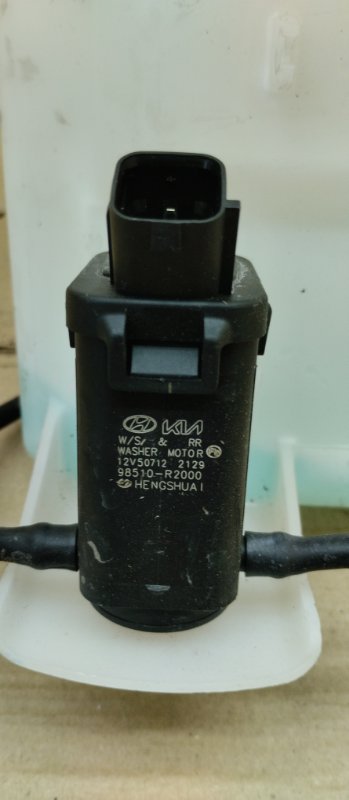 KIA
W/S & RR
WASHER MOTOR
12V50712 2129
98510-R2000
HENGSHUAI